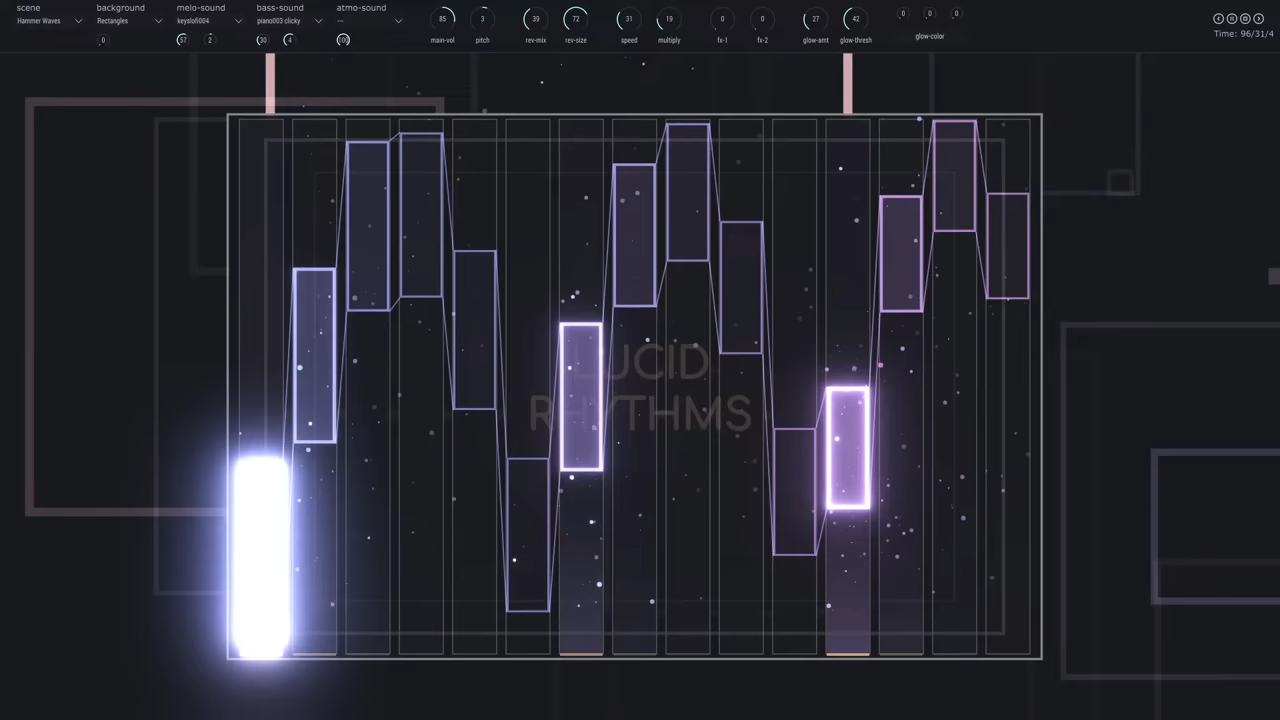 scene
Hammer Waves
background
Rectangles
0
melo-sound
keyslofi004
57
2
bass-sound
piano003 clicky
30
4
atmo-sound
---
100
85
main-vol
3
pitch
39
rev-mix
72
rev-size
31
speed
19
multiply
0
fx-1
0
fx-2
27
glow-amt
42
glow-thresh
0
0
0
glow-color
Time: 96/31/4
LUCID
RHYTHMS